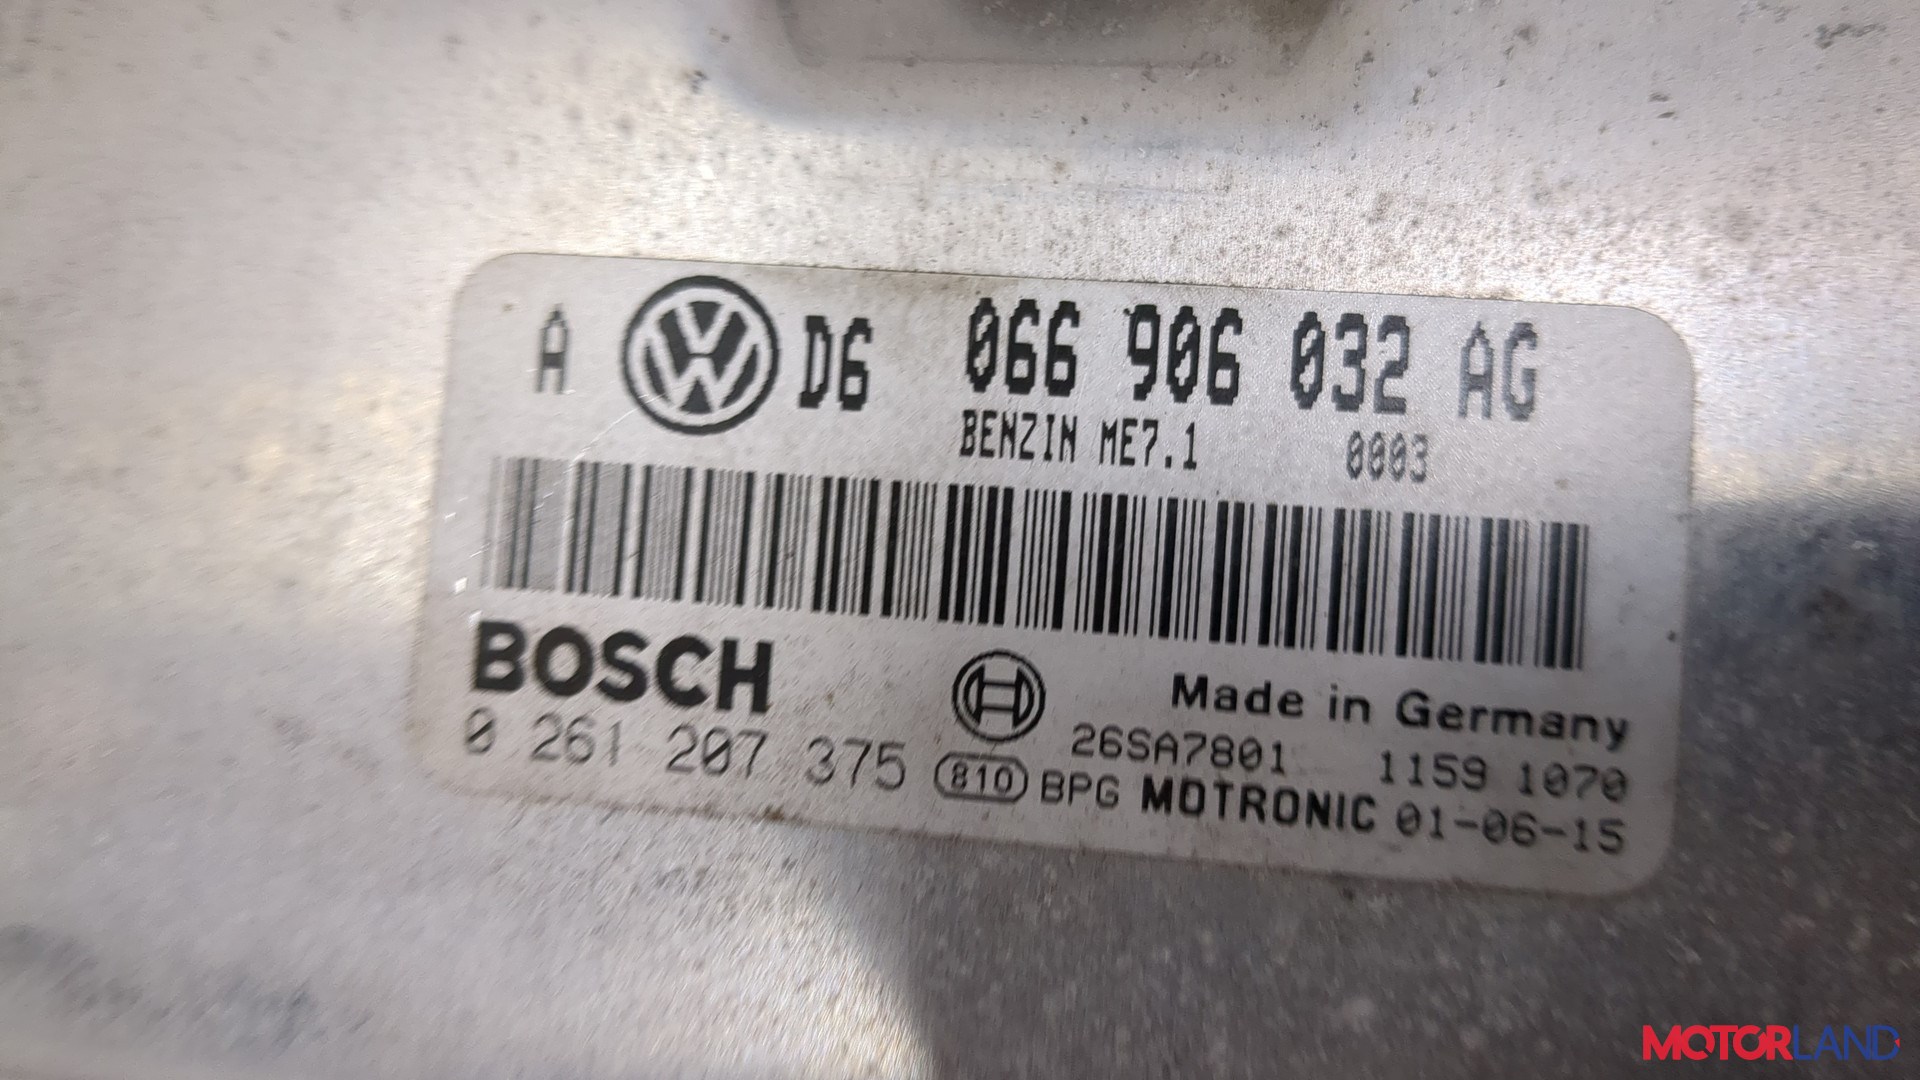 A VW D6 066 906 032 AG
BENZIN ME7.1 0003
BOSCH
Made in Germany
0 261 207 375
26SA7801 1159 1070
810 BPG MOTRONIC 01-06-15
MOTORLAND